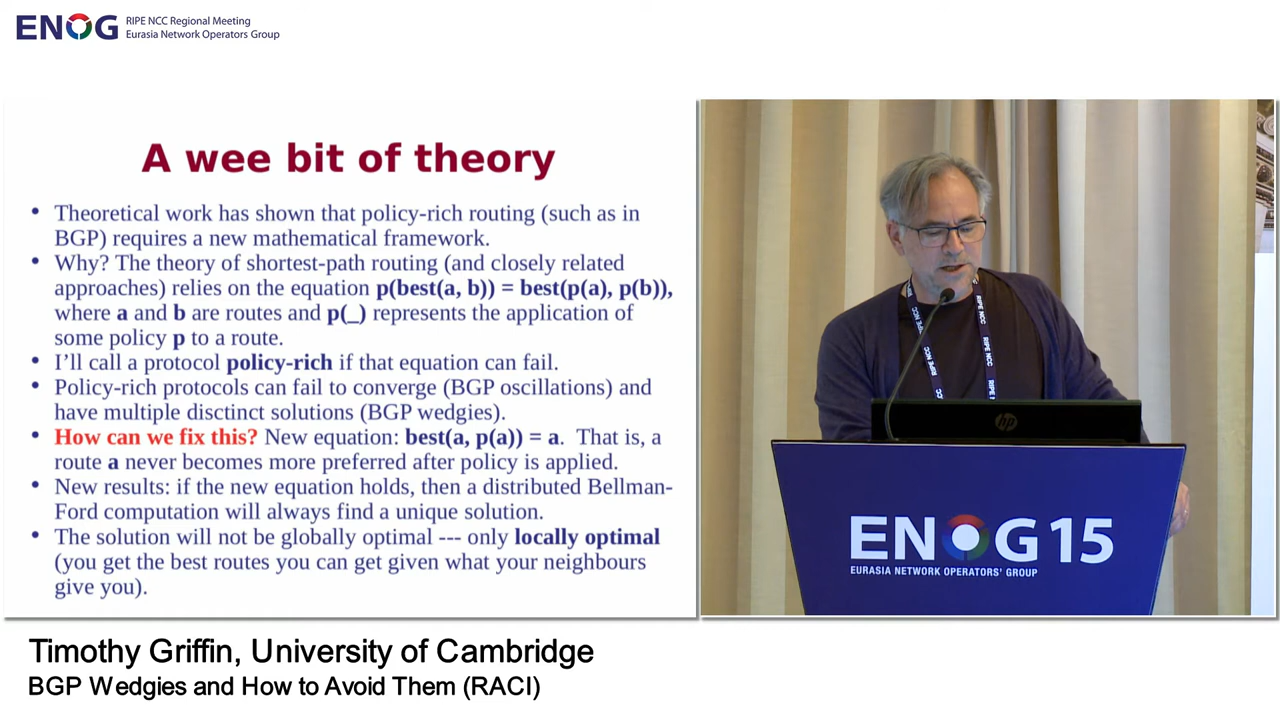 ENOG
RIPE NCC Regional Meeting
Eurasia Network Operators Group
A wee bit of theory
• Theoretical work has shown that policy-rich routing (such as in
BGP) requires a new mathematical framework.
• Why? The theory of shortest-path routing (and closely related
approaches) relies on the equation p(best(a, b)) = best(p(a), p(b)),
where a and b are routes and p(_) represents the application of
some policy p to a route.
• I'll call a protocol policy-rich if that equation can fail.
• Policy-rich protocols can fail to converge (BGP oscillations) and
have multiple disctinct solutions (BGP wedgies).
• How can we fix this? New equation: best(a, p(a)) = a. That is, a
route a never becomes more preferred after policy is applied.
• New results: if the new equation holds, then a distributed Bellman-
Ford computation will always find a unique solution.
• The solution will not be globally optimal --- only locally optimal
(you get the best routes you can get given what your neighbours
give you).
RIPE NCC
RIPE NCC
RIPE NCC
hp
ENOG15
EURASIA NETWORK OPERATORS' GROUP
Timothy Griffin, University of Cambridge
BGP Wedgies and How to Avoid Them (RACI)